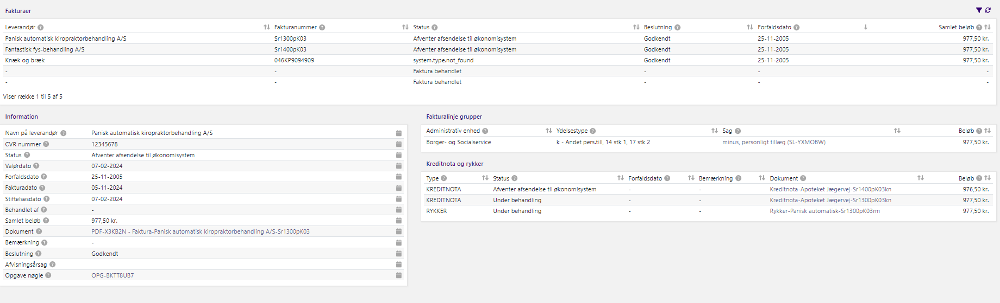 Fakturaer
Leverandør Fakturanummer Status Beslutning Forfaldsdato Samlet beløb
Panisk automatisk kiropraktorbehandling A/S Sr1300pK03 Afventer afsendelse til økonomisystem Godkendt 25-11-2005 977,50 kr.
Fantastisk fys-behandling A/S Sr1400pK03 Afventer afsendelse til økonomisystem Godkendt 25-11-2005 977,50 kr.
Knæk og bræk 046KP9094909 system.type.not_found Godkendt 25-11-2005 977,50 kr.
- - Faktura behandlet - - -
- - Faktura behandlet - - -
Viser række 1 til 5 af 5
Information
Navn på leverandør Panisk automatisk kiropraktorbehandling A/S
CVR nummer 12345678
Status Afventer afsendelse til økonomisystem
Valørdato 07-02-2024
Forfaldsdato 25-11-2005
Fakturadato 05-11-2024
Stiftelsesdato 07-02-2024
Behandlet af -
Samlet beløb 977,50 kr.
Dokument PDF-X3KB2N - Faktura-Panisk automatisk kiropraktorbehandling A/S-Sr1300pK03
Bemærkning -
Beslutning Godkendt
Afvisningsårsag
Opgave nøgle OPG-BKTT8UB7
Fakturalinje grupper
Administrativ enhed Ydelsestype Sag Beløb
Borger- og Socialservice k - Andet pers.till, 14 stk 1, 17 stk 2 minus, personligt tillæg (SL-YXMOBW) 977,50 kr.
Kreditnota og rykker
Type Status Forfaldsdato Bemærkning Dokument Beløb
KREDITNOTA Afventer afsendelse til økonomisystem - - Kreditnota-Apoteket Jægervej-Sr1400pK03kn 976,50 kr.
KREDITNOTA Under behandling - - Kreditnota-Apoteket Jægervej-Sr1300pK03kn 977,50 kr.
RYKKER Under behandling - - Rykker-Panisk automatisk-Sr1300pK03rm 977,50 kr.